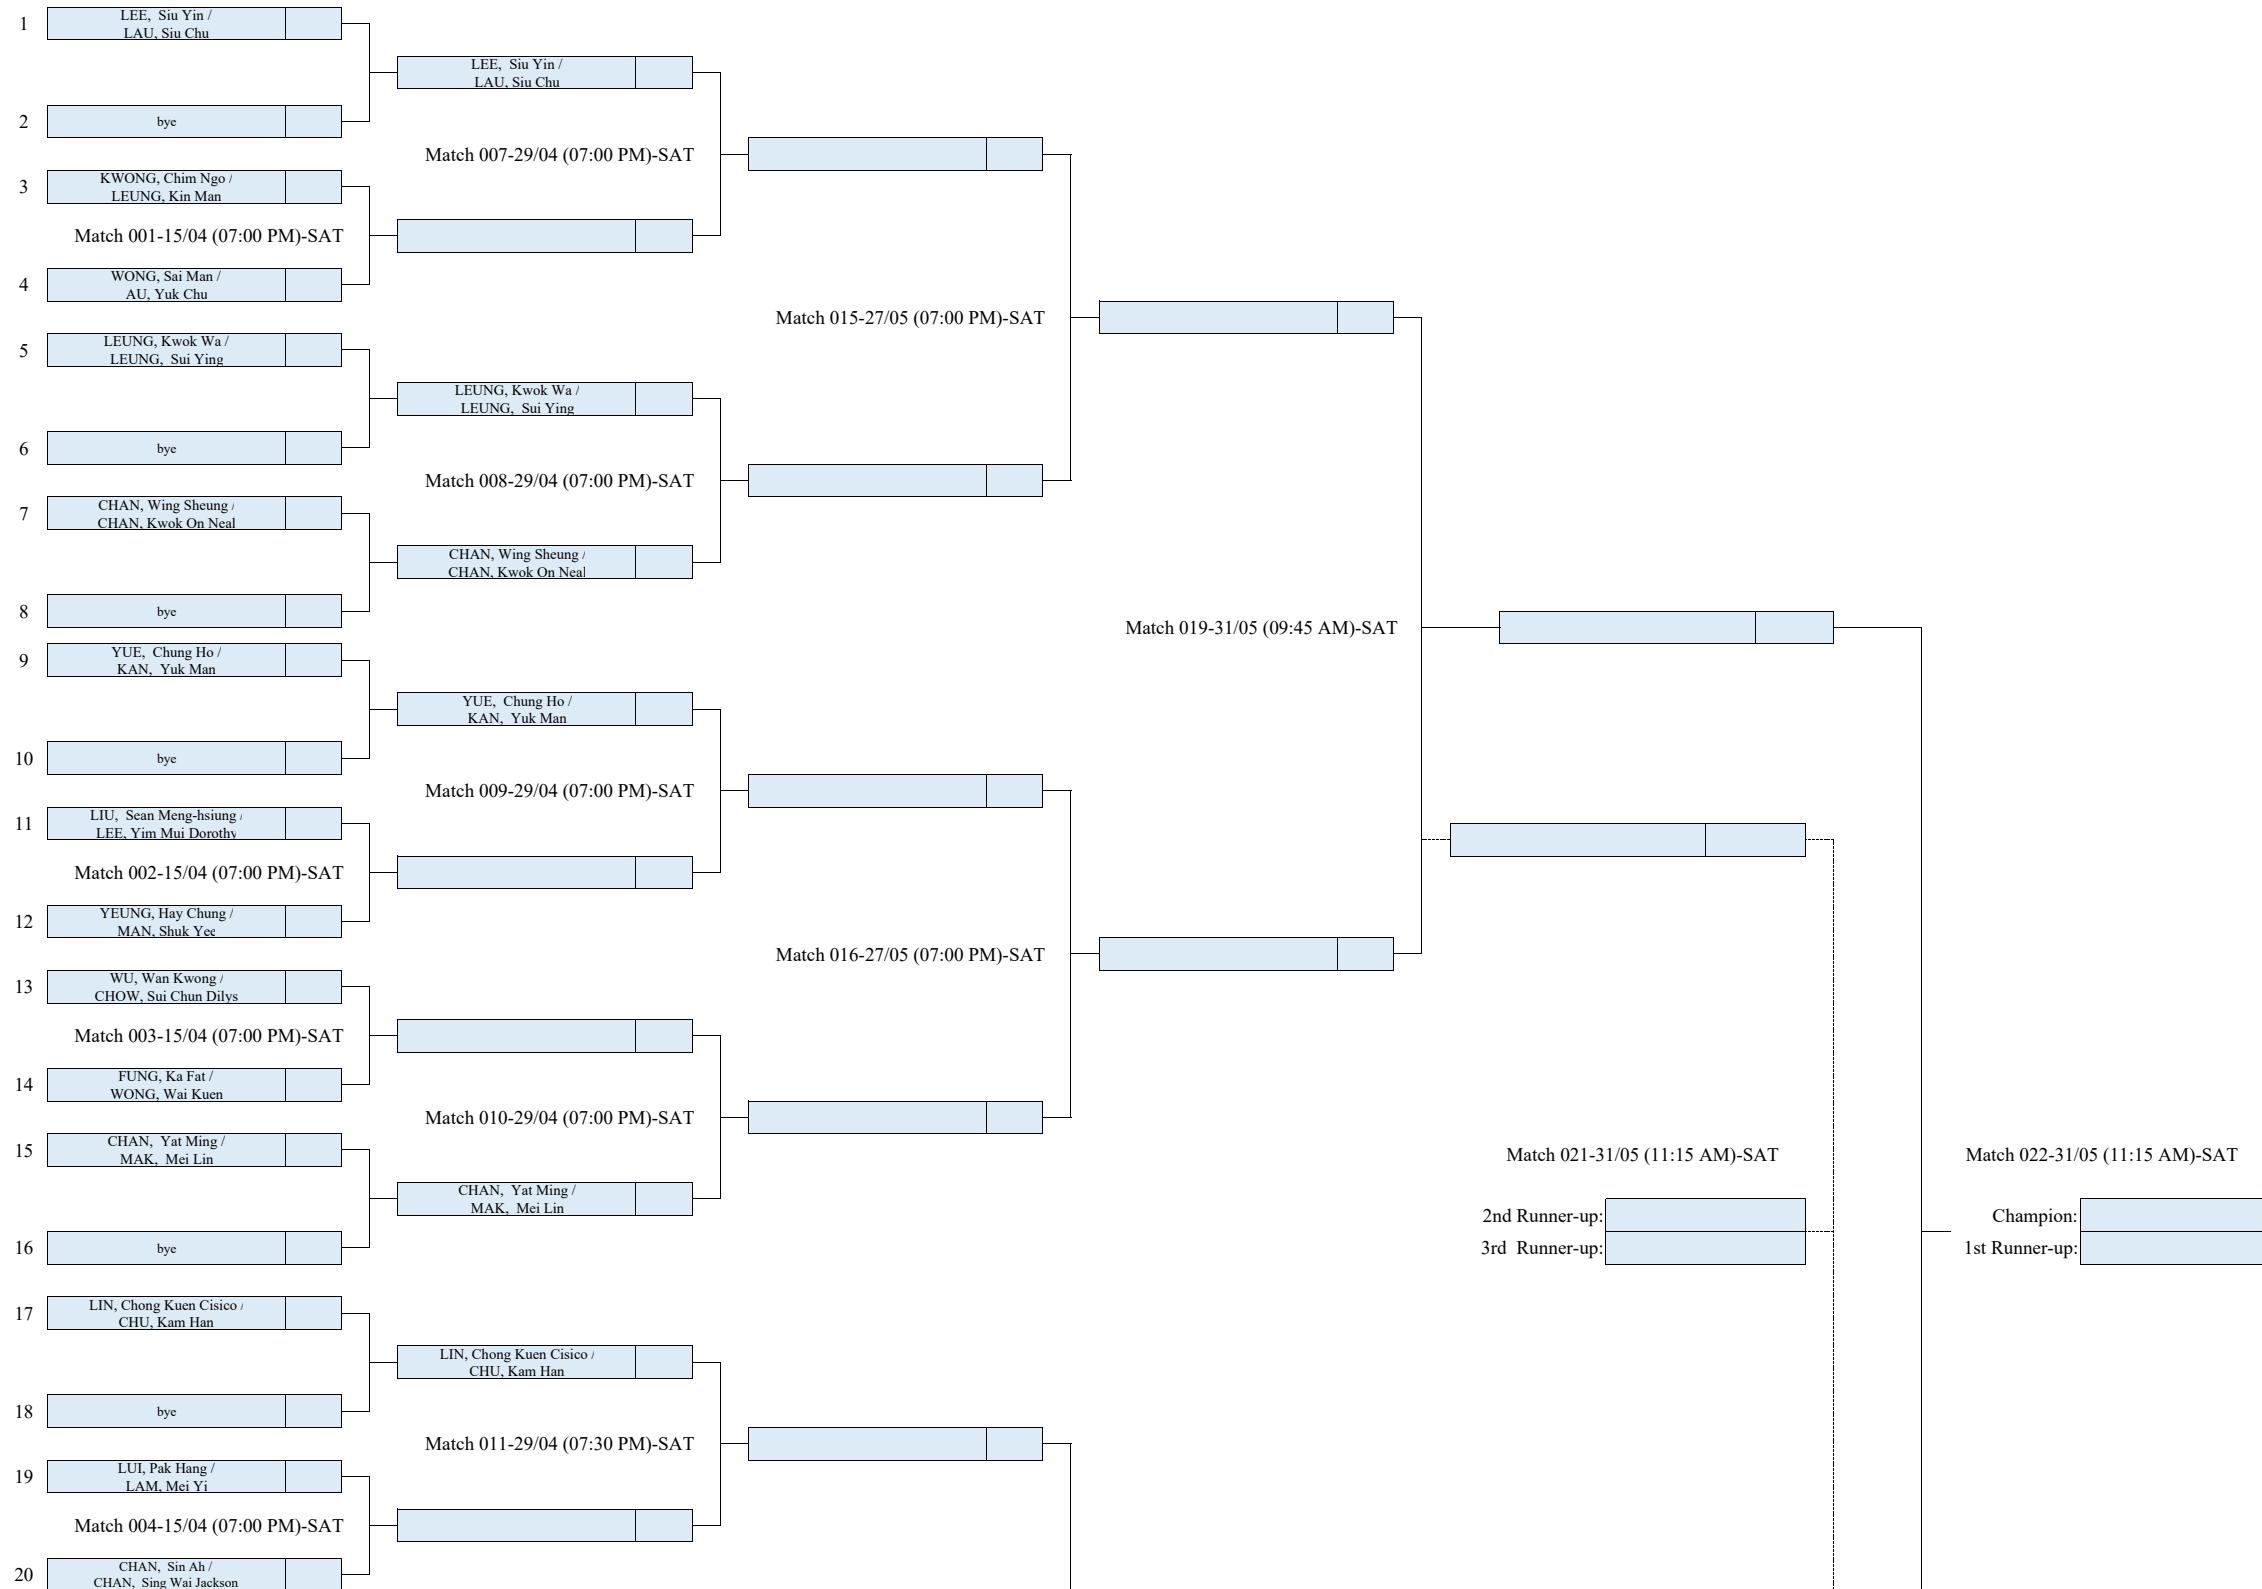 1
LEE,  Siu Yin /
LAU, Siu Chu
LEE,  Siu Yin /
LAU, Siu Chu
2
bye
Match 007-29/04 (07:00 PM)-SAT
3
KWONG, Chim Ngo /
LEUNG, Kin Man
Match 001-15/04 (07:00 PM)-SAT
4
WONG, Sai Man /
AU, Yuk Chu
Match 015-27/05 (07:00 PM)-SAT
5
LEUNG, Kwok Wa /
LEUNG,  Sui Ying
LEUNG, Kwok Wa /
LEUNG,  Sui Ying
6
bye
Match 008-29/04 (07:00 PM)-SAT
7
CHAN, Wing Sheung /
CHAN, Kwok On Neal
CHAN, Wing Sheung /
CHAN, Kwok On Neal
8
bye
Match 019-31/05 (09:45 AM)-SAT
9
YUE,  Chung Ho /
KAN,  Yuk Man
YUE,  Chung Ho /
KAN,  Yuk Man
10
bye
Match 009-29/04 (07:00 PM)-SAT
11
LIU,  Sean Meng-hsiung /
LEE, Yim Mui Dorothy
Match 002-15/04 (07:00 PM)-SAT
12
YEUNG, Hay Chung /
MAN, Shuk Yee
Match 016-27/05 (07:00 PM)-SAT
13
WU, Wan Kwong /
CHOW, Sui Chun Dilys
Match 003-15/04 (07:00 PM)-SAT
14
FUNG, Ka Fat /
WONG, Wai Kuen
Match 010-29/04 (07:00 PM)-SAT
15
CHAN,  Yat Ming /
MAK,  Mei Lin
Match 021-31/05 (11:15 AM)-SAT
Match 022-31/05 (11:15 AM)-SAT
CHAN,  Yat Ming /
MAK,  Mei Lin
2nd Runner-up:
Champion:
16
bye
3rd  Runner-up:
1st Runner-up:
17
LIN, Chong Kuen Cisico /
CHU, Kam Han
LIN, Chong Kuen Cisico /
CHU, Kam Han
18
bye
Match 011-29/04 (07:30 PM)-SAT
19
LUI, Pak Hang /
LAM, Mei Yi
Match 004-15/04 (07:00 PM)-SAT
20
CHAN,  Sin Ah /
CHAN,  Sing Wai Jackson